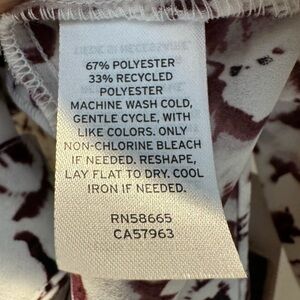 67% POLYESTER
33% RECYCLED
POLYESTER
MACHINE WASH COLD,
GENTLE CYCLE, WITH
LIKE COLORS. ONLY
NON-CHLORINE BLEACH
IF NEEDED. RESHAPE,
LAY FLAT TO DRY. COOL
IRON IF NEEDED.
RN58665
CA57963